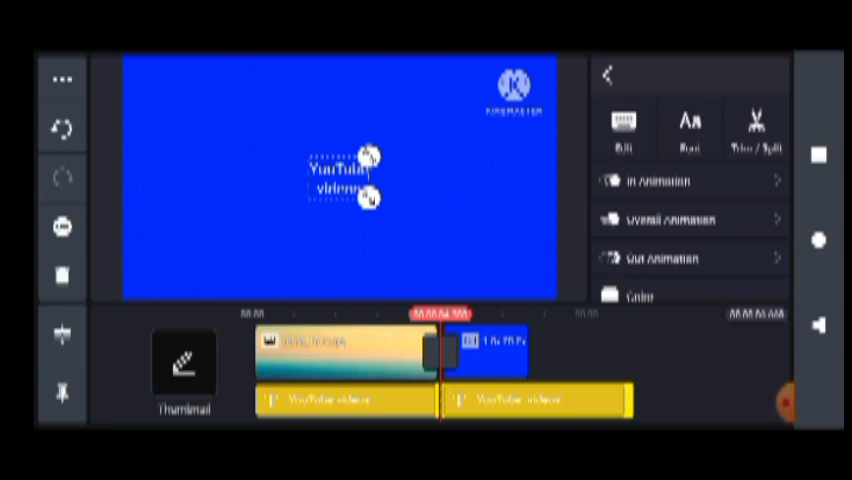 KINEMASTER
YouTube
videos
Edit
Font
Trim / Split
In Animation
Overall Animation
Out Animation
Color
Thumbnail
YouTube videos
YouTube videos